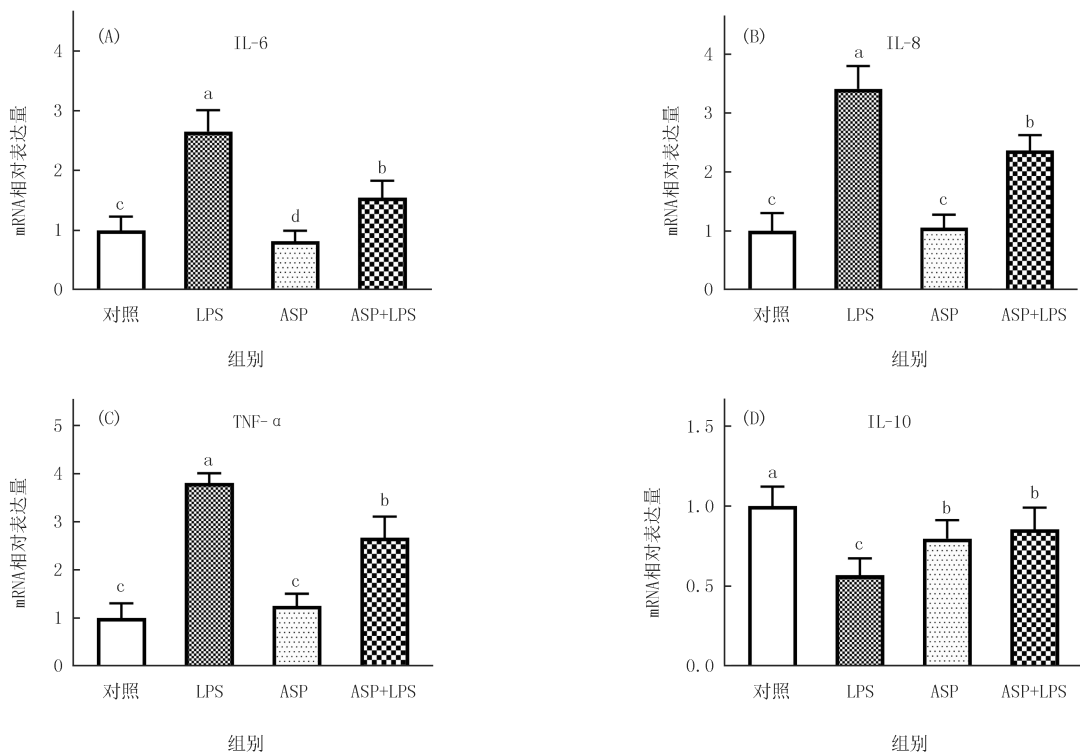 (A)
IL-6
mRNA相对表达量
4
3
2
1
0
c
a
d
b
对照 LPS ASP ASP+LPS
组别
(B)
IL-8
mRNA相对表达量
4
3
2
1
0
c
a
c
b
对照 LPS ASP ASP+LPS
组别
(C)
TNF-α
mRNA相对表达量
5
4
3
2
1
0
c
a
c
b
对照 LPS ASP ASP+LPS
组别
(D)
IL-10
mRNA相对表达量
1.5
1.0
0.5
0.0
a
c
b
b
对照 LPS ASP ASP+LPS
组别